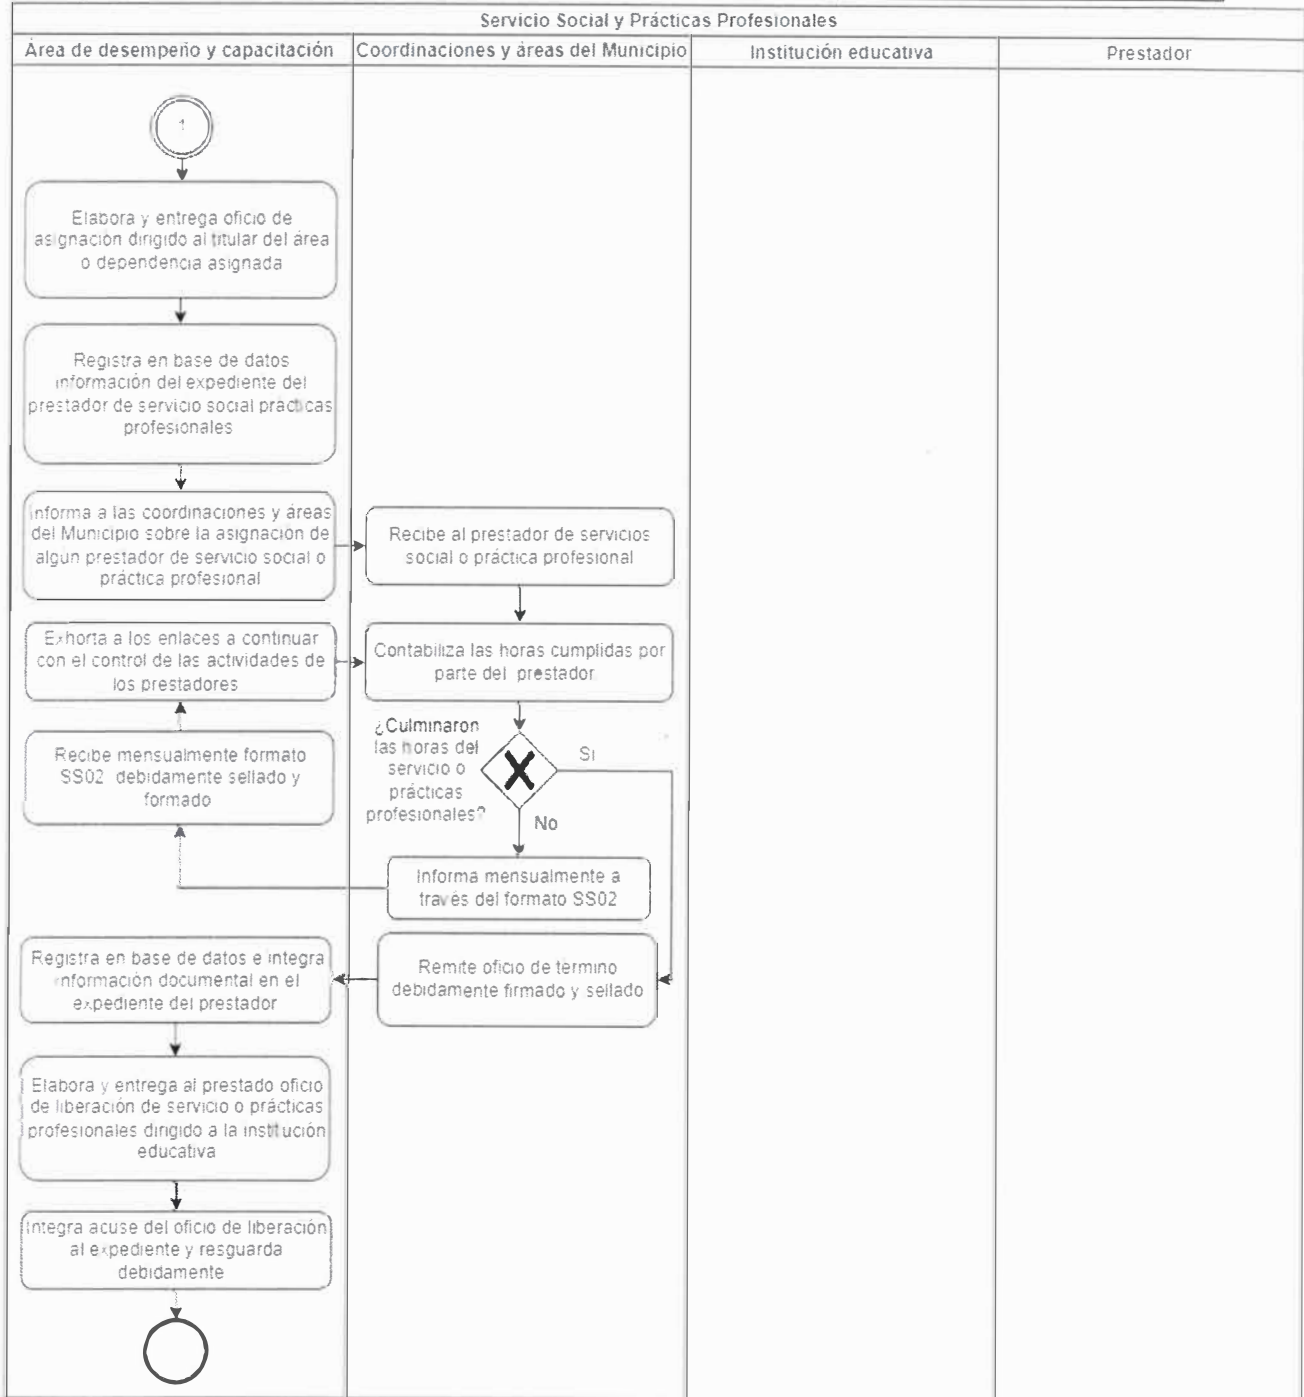 Servicio Social y Prácticas Profesionales
Área de desempeño y capacitación
Coordinaciones y áreas del Municipio
Institución educativa
Prestador
1
Elabora y entrega oficio de
asignación dirigido al titular del área
o dependencia asignada
Registra en base de datos
información del expediente del
prestador de servicio social prácticas
profesionales
Informa a las coordinaciones y áreas
del Municipio sobre la asignación de
algún prestador de servicio social o
práctica profesional
Recibe al prestador de servicios
social o práctica profesional
Exhorta a los enlaces a continuar
con el control de las actividades de
los prestadores
Contabiliza las horas cumplidas por
parte del prestador
Recibe mensualmente formato
SS02 debidamente sellado y
formado
¿Culminaron
las horas del
servicio o
prácticas
profesionales?
Si
No
Informa mensualmente a
través del formato SS02
Registra en base de datos e integra
información documental en el
expediente del prestador
Remite oficio de término
debidamente firmado y sellado
Elabora y entrega al prestado oficio
de liberación de servicio o prácticas
profesionales dirigido a la institución
educativa
Integra acuse del oficio de liberación
al expediente y resguarda
debidamente